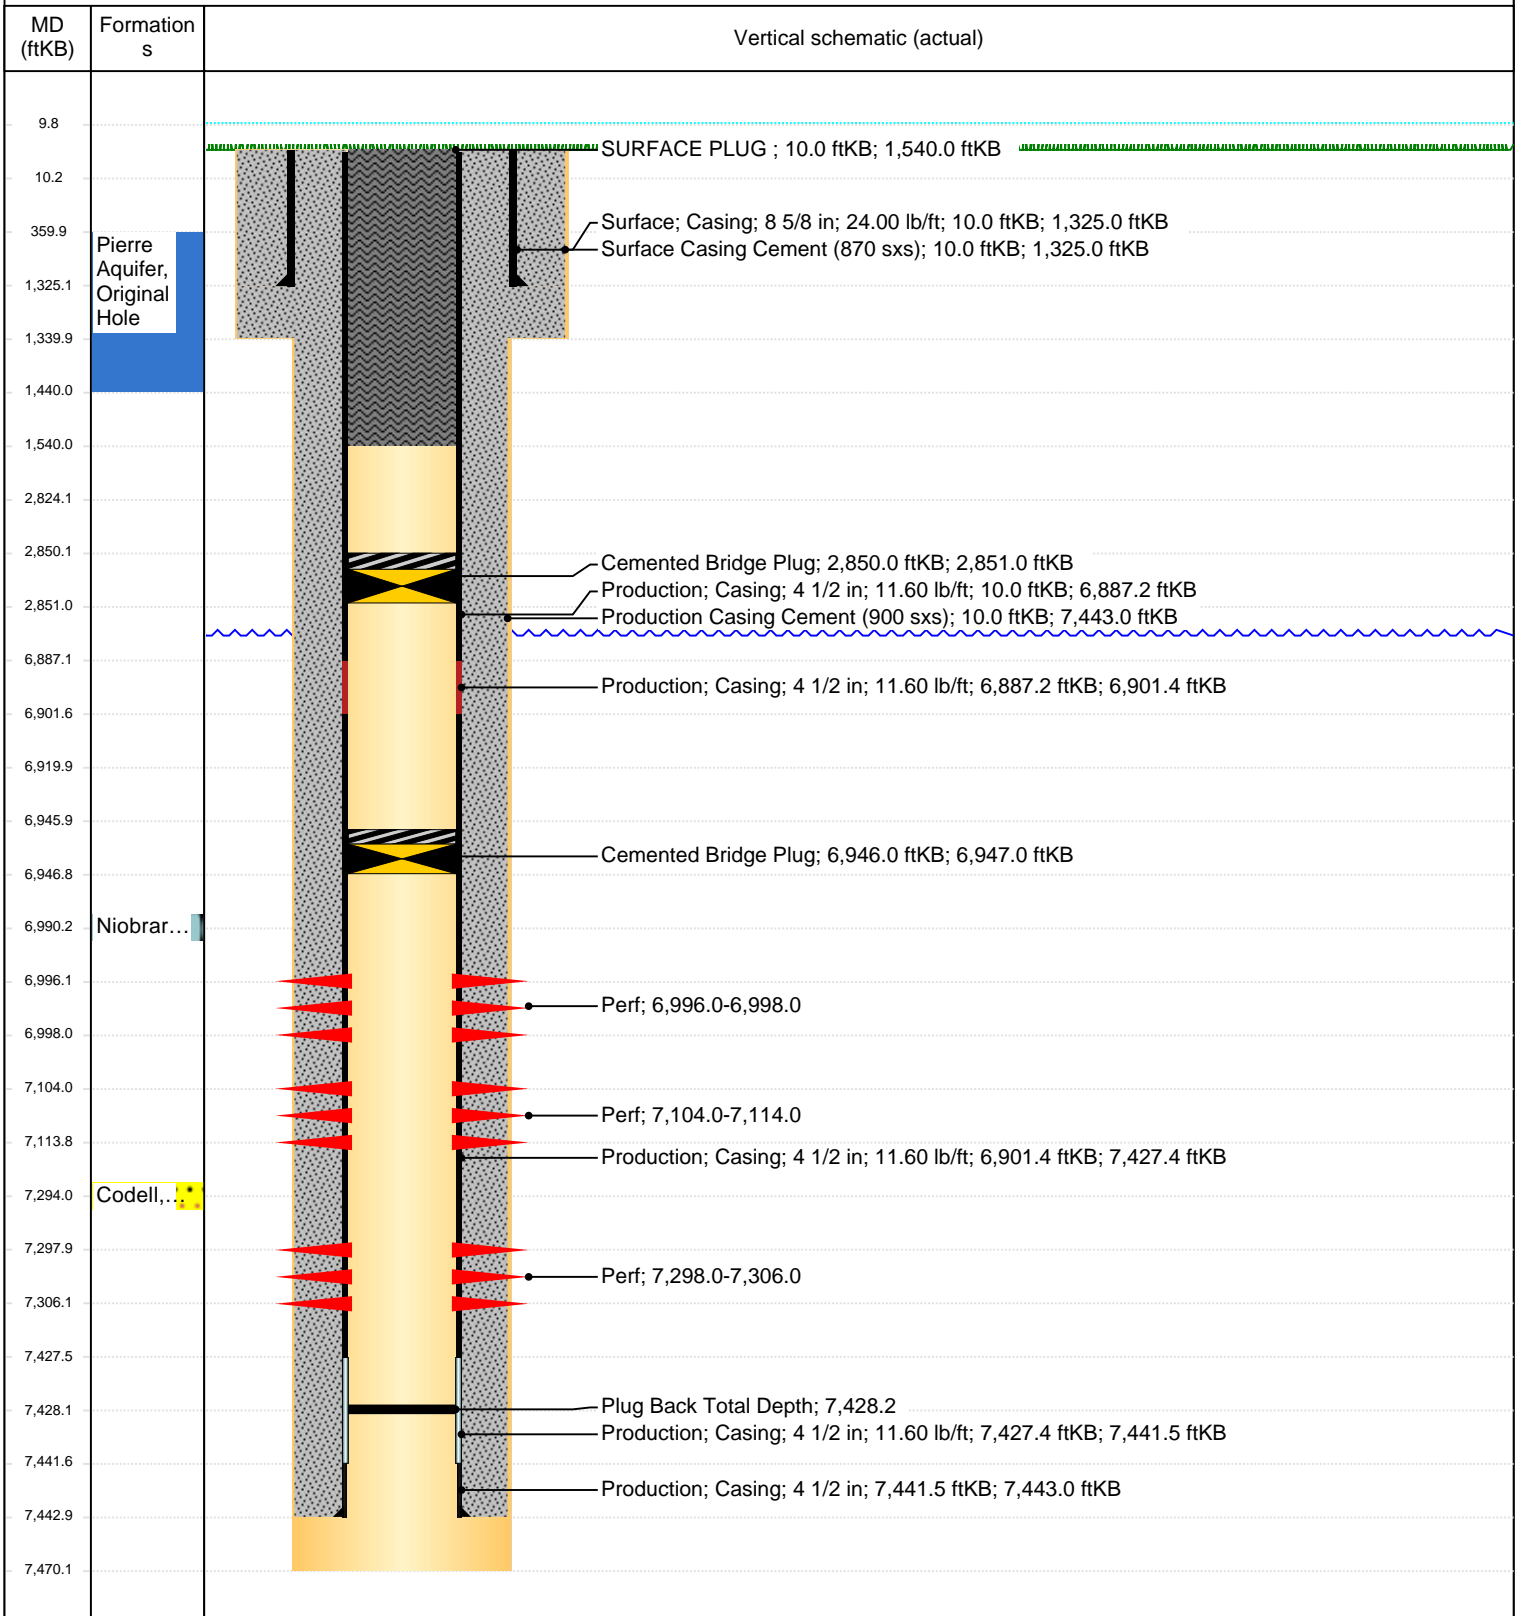 MD
(ftKB)
Formation
s
Vertical schematic (actual)
9.8
SURFACE PLUG ; 10.0 ftKB; 1,540.0 ftKB
10.2
Surface; Casing; 8 5/8 in; 24.00 lb/ft; 10.0 ftKB; 1,325.0 ftKB
359.9
Surface Casing Cement (870 sxs); 10.0 ftKB; 1,325.0 ftKB
Pierre
Aquifer,
Original
Hole
1,325.1
1,339.9
1,440.0
1,540.0
2,824.1
2,850.1
Cemented Bridge Plug; 2,850.0 ftKB; 2,851.0 ftKB
Production; Casing; 4 1/2 in; 11.60 lb/ft; 10.0 ftKB; 6,887.2 ftKB
2,851.0
Production Casing Cement (900 sxs); 10.0 ftKB; 7,443.0 ftKB
6,887.1
Production; Casing; 4 1/2 in; 11.60 lb/ft; 6,887.2 ftKB; 6,901.4 ftKB
6,901.6
6,919.9
6,945.9
Cemented Bridge Plug; 6,946.0 ftKB; 6,947.0 ftKB
6,946.8
6,990.2
Niobrar…
6,996.1
Perf; 6,996.0-6,998.0
6,998.0
7,104.0
Perf; 7,104.0-7,114.0
7,113.8
Production; Casing; 4 1/2 in; 11.60 lb/ft; 6,901.4 ftKB; 7,427.4 ftKB
7,294.0
Codell,…
7,297.9
Perf; 7,298.0-7,306.0
7,306.1
7,427.5
Plug Back Total Depth; 7,428.2
7,428.1
Production; Casing; 4 1/2 in; 11.60 lb/ft; 7,427.4 ftKB; 7,441.5 ftKB
7,441.6
Production; Casing; 4 1/2 in; 7,441.5 ftKB; 7,443.0 ftKB
7,442.9
7,470.1